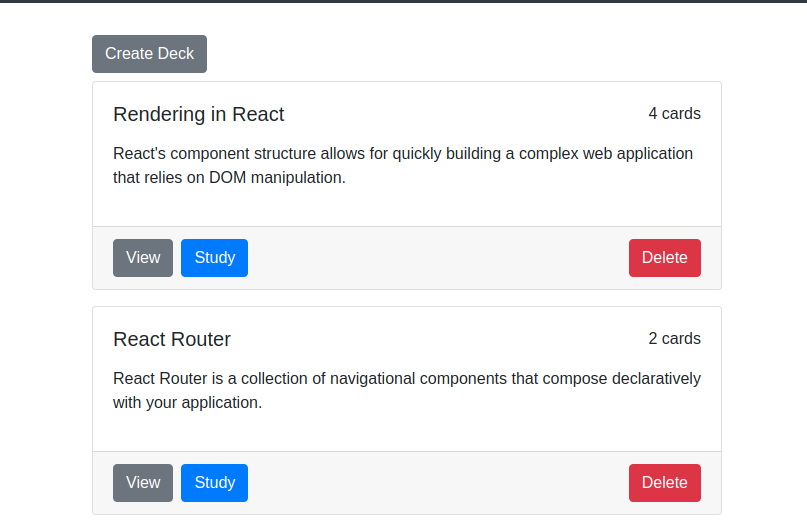 Create Deck
Rendering in React
4 cards
React's component structure allows for quickly building a complex web application
that relies on DOM manipulation.
View
Study
Delete
React Router
2 cards
React Router is a collection of navigational components that compose declaratively
with your application.
View
Study
Delete